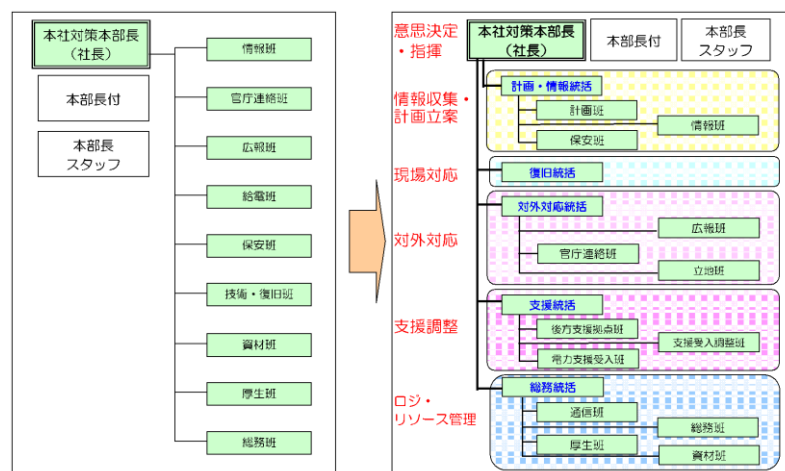 本社対策本部長
(社長)
本部長付
本部長
スタッフ
情報班
官庁連絡班
広報班
給電班
保安班
技術・復旧班
資材班
厚生班
総務班
意思決定
・指揮
本社対策本部長
(社長)
本部長付
本部長
スタッフ
情報収集・
計画立案
計画・情報統括
計画班
情報班
保安班
現場対応
復旧統括
対外対応
対外対応統括
広報班
官庁連絡班
立地班
支援調整
支援統括
後方支援拠点班
支援受入調整班
電力支援受入班
ロジ・
リソース管理
総務統括
通信班
総務班
厚生班
資材班